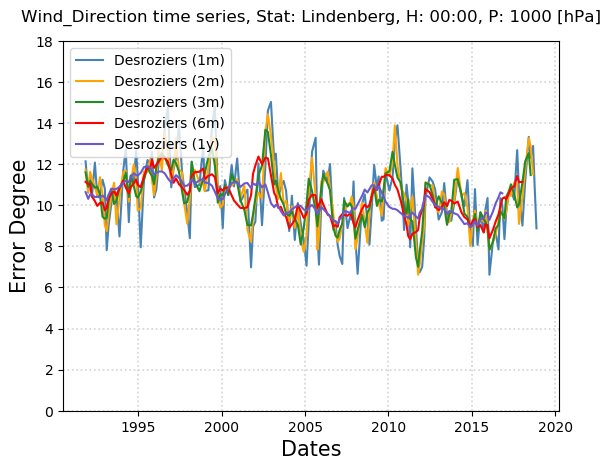 Wind_Direction time series, Stat: Lindenberg, H: 00:00, P: 1000 [hPa]
18
16
14
12
10
8
6
4
2
0
Error Degree
Desroziers (1m)
Desroziers (2m)
Desroziers (3m)
Desroziers (6m)
Desroziers (1y)
1995
2000
2005
2010
2015
2020
Dates